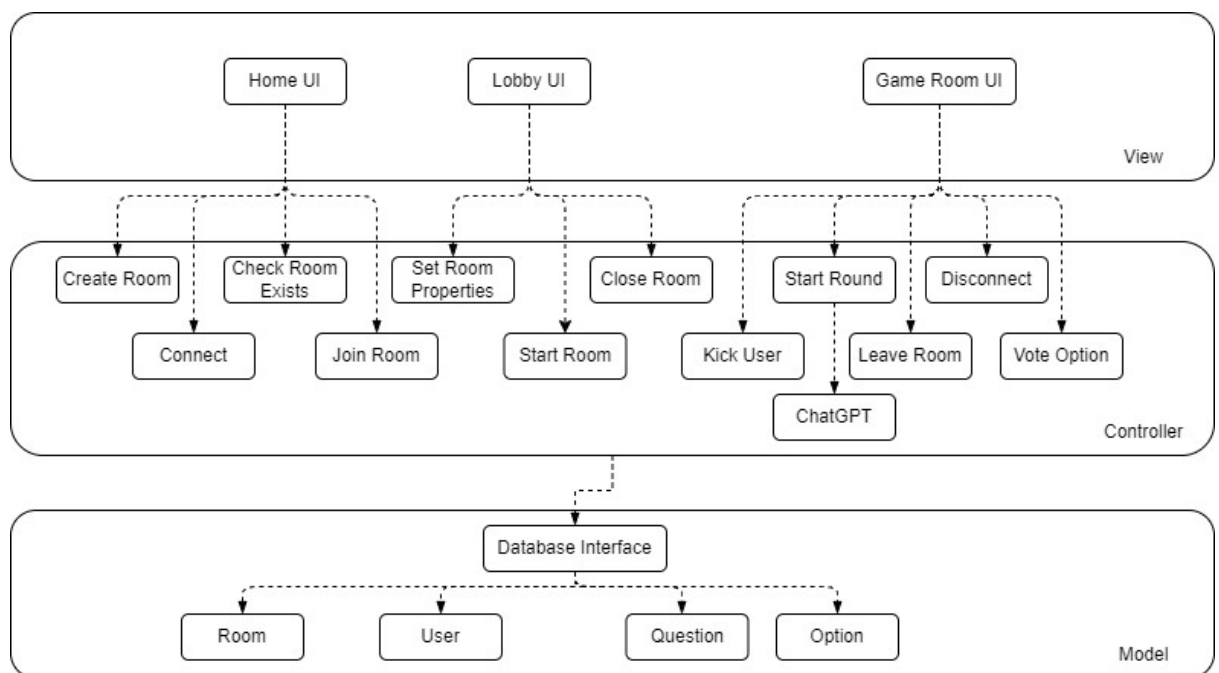 Home UI
Lobby UI
Game Room UI
View
Create Room
Check Room
Exists
Set Room
Properties
Close Room
Start Round
Disconnect
Connect
Join Room
Start Room
Kick User
Leave Room
Vote Option
ChatGPT
Controller
Database Interface
Room
User
Question
Option
Model